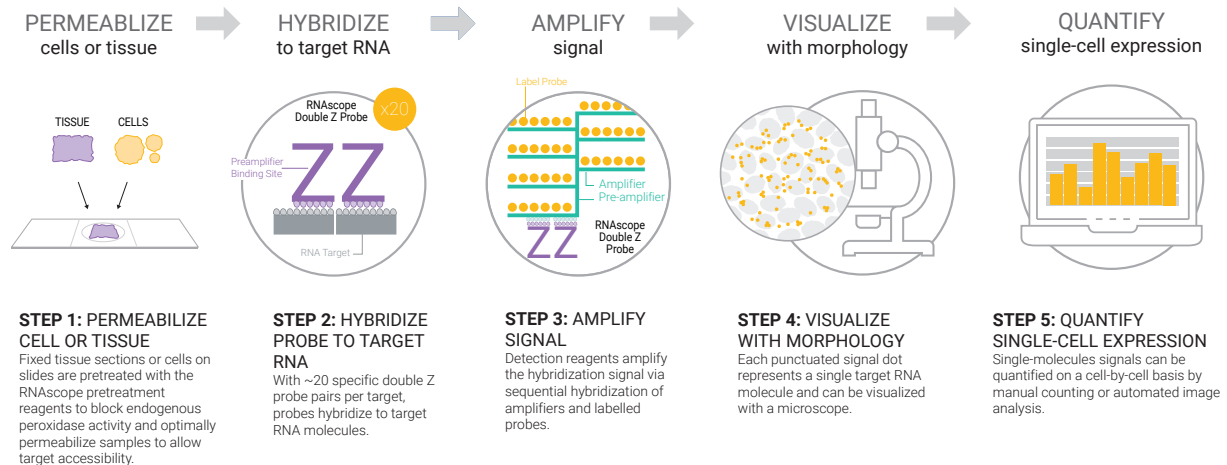 PERMEABLIZE
cells or tissue
HYBRIDIZE
to target RNA
AMPLIFY
signal
VISUALIZE
with morphology
QUANTIFY
single-cell expression
TISSUE
CELLS
RNAscope
Double Z Probe
x20
Preamplifier
Binding Site
ZZ
RNA Target
Label Probe
Amplifier
Pre-amplifier
ZZ
RNAscope
Double Z
Probe
STEP 1: PERMEABILIZE
CELL OR TISSUE
Fixed tissue sections or cells on
slides are pretreated with the
RNAscope pretreatment
reagents to block endogenous
peroxidase activity and optimally
permeabilize samples to allow
target accessibility.
STEP 2: HYBRIDIZE
PROBE TO TARGET
RNA
With ~20 specific double Z
probe pairs per target,
probes hybridize to target
RNA molecules.
STEP 3: AMPLIFY
SIGNAL
Detection reagents amplify
the hybridization signal via
sequential hybridization of
amplifiers and labelled
probes.
STEP 4: VISUALIZE
WITH MORPHOLOGY
Each punctuated signal dot
represents a single target RNA
molecule and can be visualized
with a microscope.
STEP 5: QUANTIFY
SINGLE-CELL EXPRESSION
Single-molecules signals can be
quantified on a cell-by-cell basis by
manual counting or automated image
analysis.